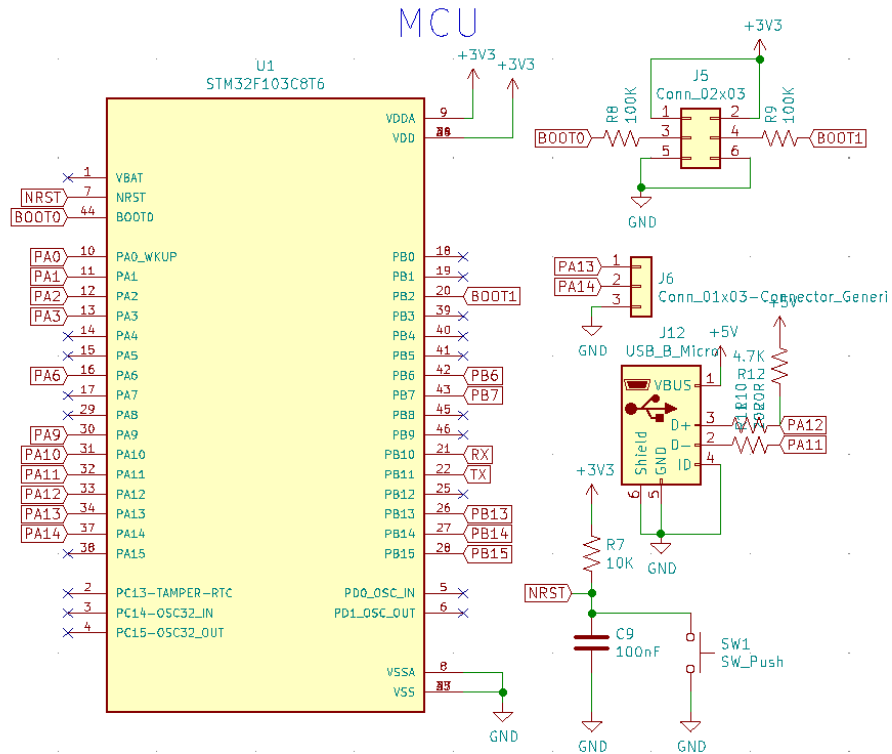 MCU
U1
STM32F103C8T6
+3V3
+3V3
VDDA 9
VDD
1 VBAT
NRST 7 NRST
BOOT0 44 BOOT0
PA0 10 PA0_WKUP
PA1 11 PA1
PA2 12 PA2
PA3 13 PA3
14 PA4
15 PA5
PA6 16 PA6
17 PA7
29 PA8
PA9 30 PA9
PA10 31 PA10
PA11 32 PA11
PA12 33 PA12
PA13 34 PA13
PA14 37 PA14
38 PA15
2 PC13-TAMPER-RTC
3 PC14-OSC32_IN
4 PC15-OSC32_OUT
PB0 18
PB1 19
PB2 20 BOOT1
PB3 39
PB4 40
PB5 41
PB6 42 PB6
PB7 43 PB7
PB8 45
PB9 46
PB10 21 RX
PB11 22 TX
PB12 25
PB13 26 PB13
PB14 27 PB14
PB15 28 PB15
PD0_OSC_IN 5
PD1_OSC_OUT 6
VSSA 8
VSS
GND
+3V3
J5
Conn_02x03
R8
100K
R9
100K
1 2
BOOT0 3 4 BOOT1
5 6
GND
PA13 1
PA14 2
3
J6
Conn_01x03-Connector_Generi
GND
J12
USB_B_Micro
+5V
+5V
4.7K
R12
VBUS 1
D+ 3 PA12
D- 2 PA11
ID 4
Shield
GND
6 5
GND
+3V3
R7
10K
NRST
C9
100nF
SW1
SW_Push
GND
GND